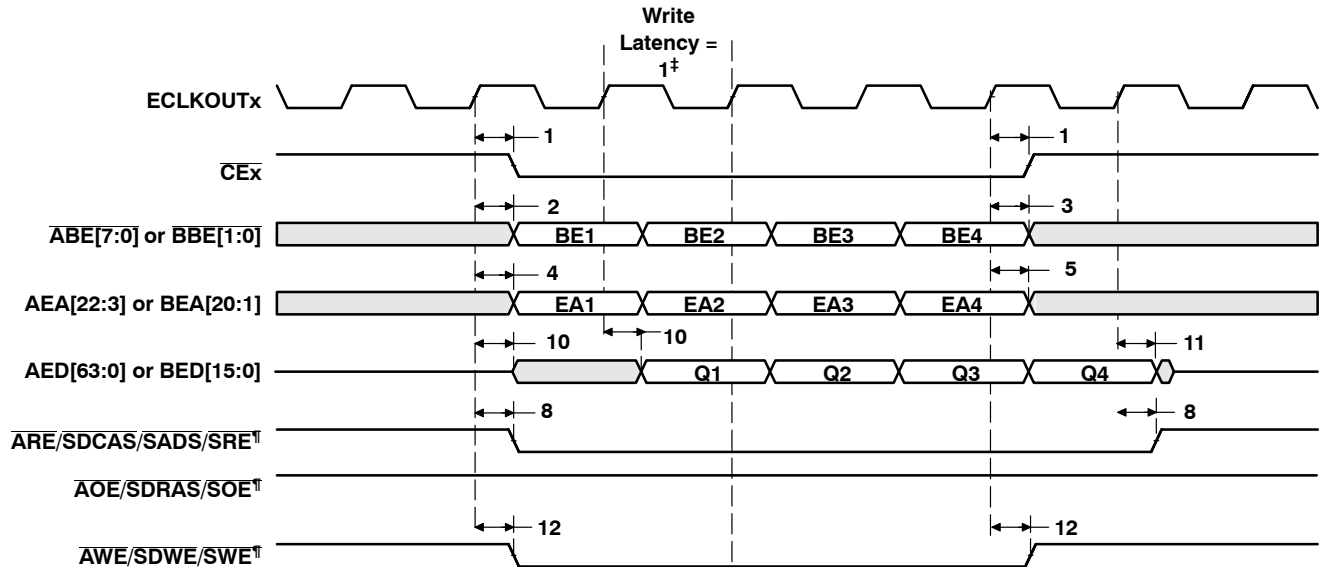 Write
Latency =
1‡
ECLKOUTx
1 1
CEx
2 3
ABE[7:0] or BBE[1:0] BE1 BE2 BE3 BE4
4 5
AEA[22:3] or BEA[20:1] EA1 EA2 EA3 EA4
10 10 11
AED[63:0] or BED[15:0] Q1 Q2 Q3 Q4
8 8
ARE/SDCAS/SADS/SRE¶
AOE/SDRAS/SOE¶
12 12
AWE/SDWE/SWE¶